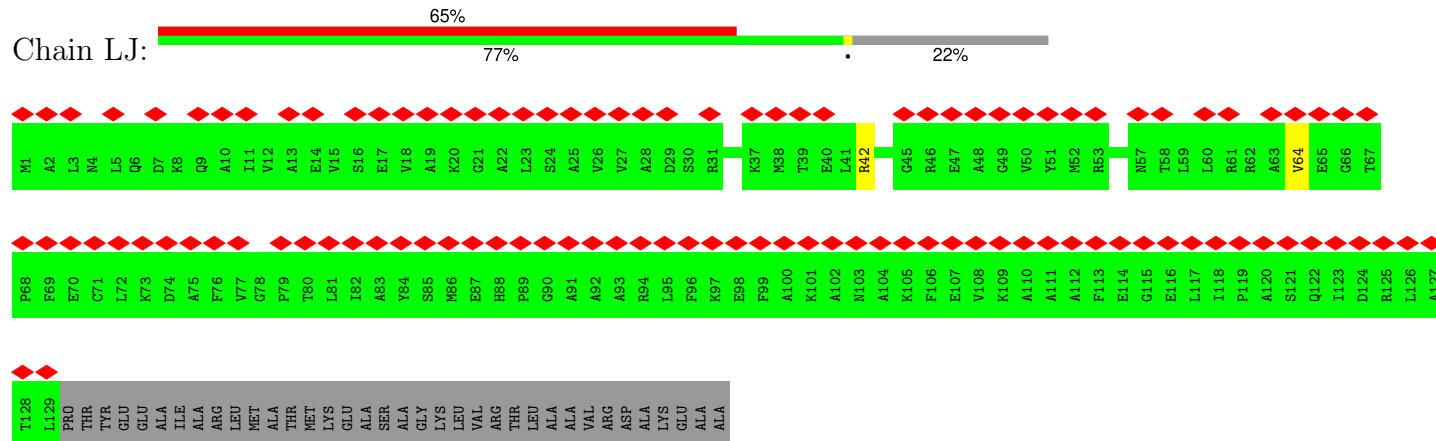 65%
Chain LJ:
77% • 22%
M1 A2 L3 N4 L5 Q6 D7 K8 Q9 A10 I11 V12 A13 E14 V15 S16 E17 V18 A19 K20 G21 A22 L23 S24 A25 V26 V27 A28 D29 S30 R31 K37 M38 T39 E40 L41 R42 G45 R46 E47 A48 G49 V50 Y51 M52 R53 N57 T58 L59 L60 R61 R62 A63 V64 E65 G66 T67
P68 F69 E70 C71 L72 K73 D74 A75 F76 V77 G78 P79 T80 L81 I82 A83 Y84 S85 M86 E87 H88 P89 G90 A91 A92 A93 R94 L95 F96 K97 E98 F99 A100 K101 A102 N103 A104 K105 F106 E107 V108 K109 A110 A111 A112 F113 E114 G115 E116 L117 I118 P119 A120 S121 Q122 I123 D124 R125 L126 A127
T128 L129 PRO THR TYR GLU GLU ALA ILE ALA ARG LEU MET ALA THR MET LYS GLU ALA SER ALA GLY LYS LEU VAL ARG THR LEU ALA ALA VAL ARG ASP ALA LYS GLU ALA ALA